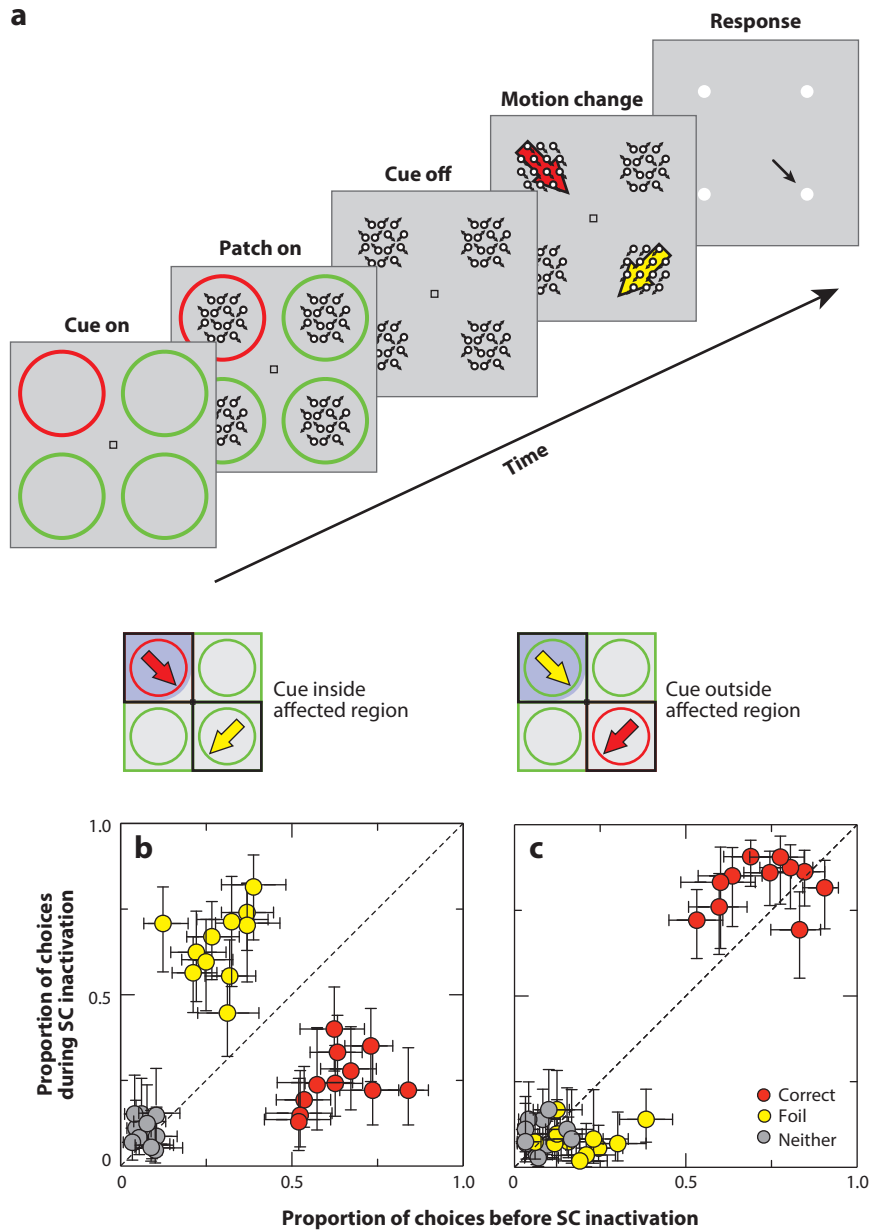 a
Response
Motion change
Cue off
Patch on
Cue on
Time
Cue inside
affected region
Cue outside
affected region
b
c
1.0
0.5
0
Proportion of choices
during SC inactivation
0
0.5
1.0
0.5
1.0
Correct
Foil
Neither
Proportion of choices before SC inactivation